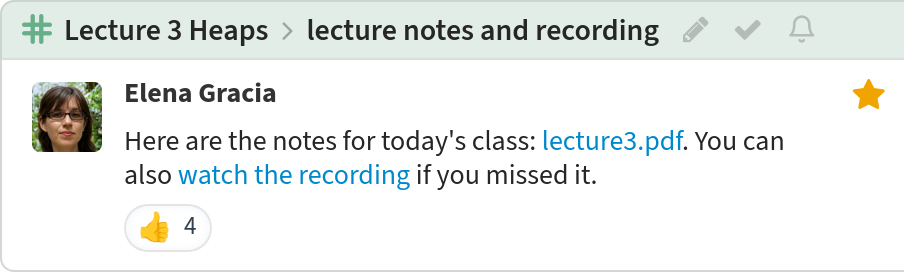 # Lecture 3 Heaps > lecture notes and recording
Elena Gracia
Here are the notes for today's class: lecture3.pdf. You can
also watch the recording if you missed it.
👍 4